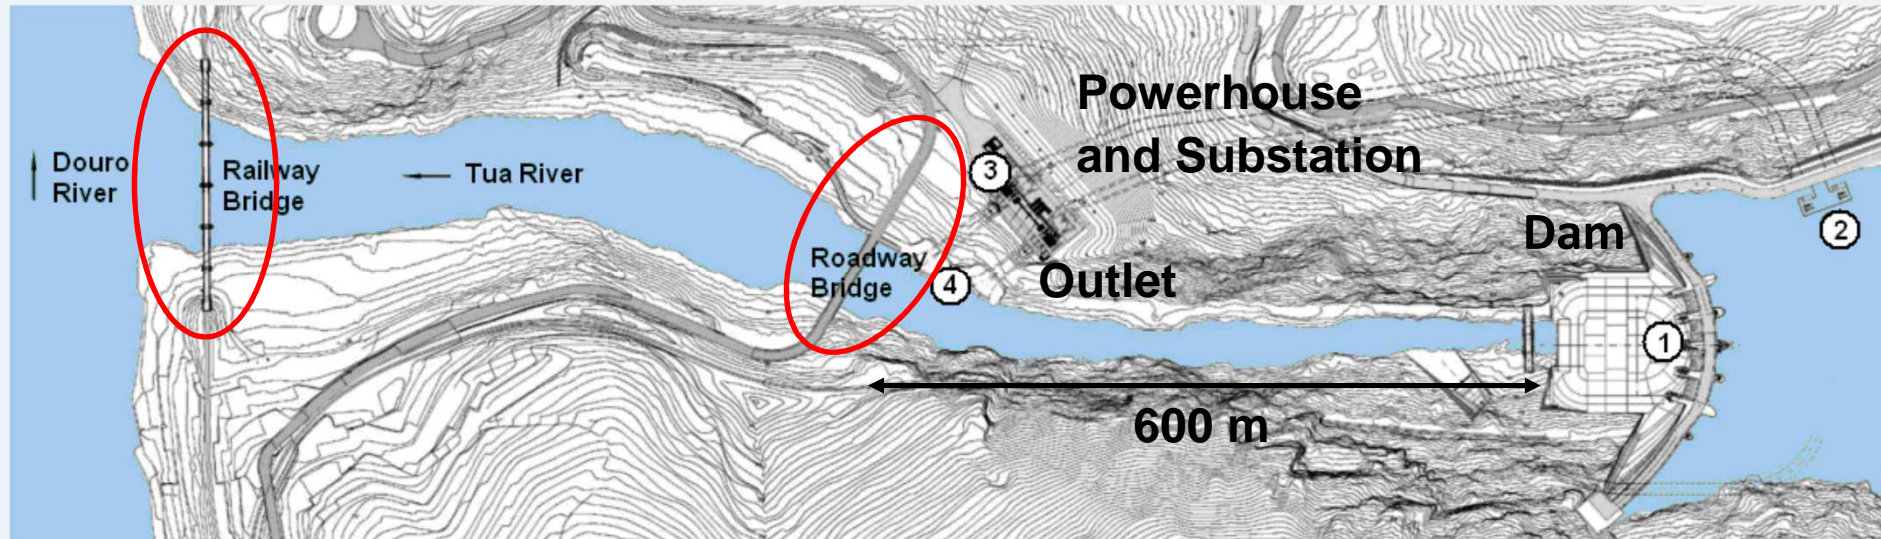 Powerhouse
and Substation
Douro
River
Railway
Bridge
Tua River
3
Dam
2
Roadway
Bridge
4
Outlet
1
600 m